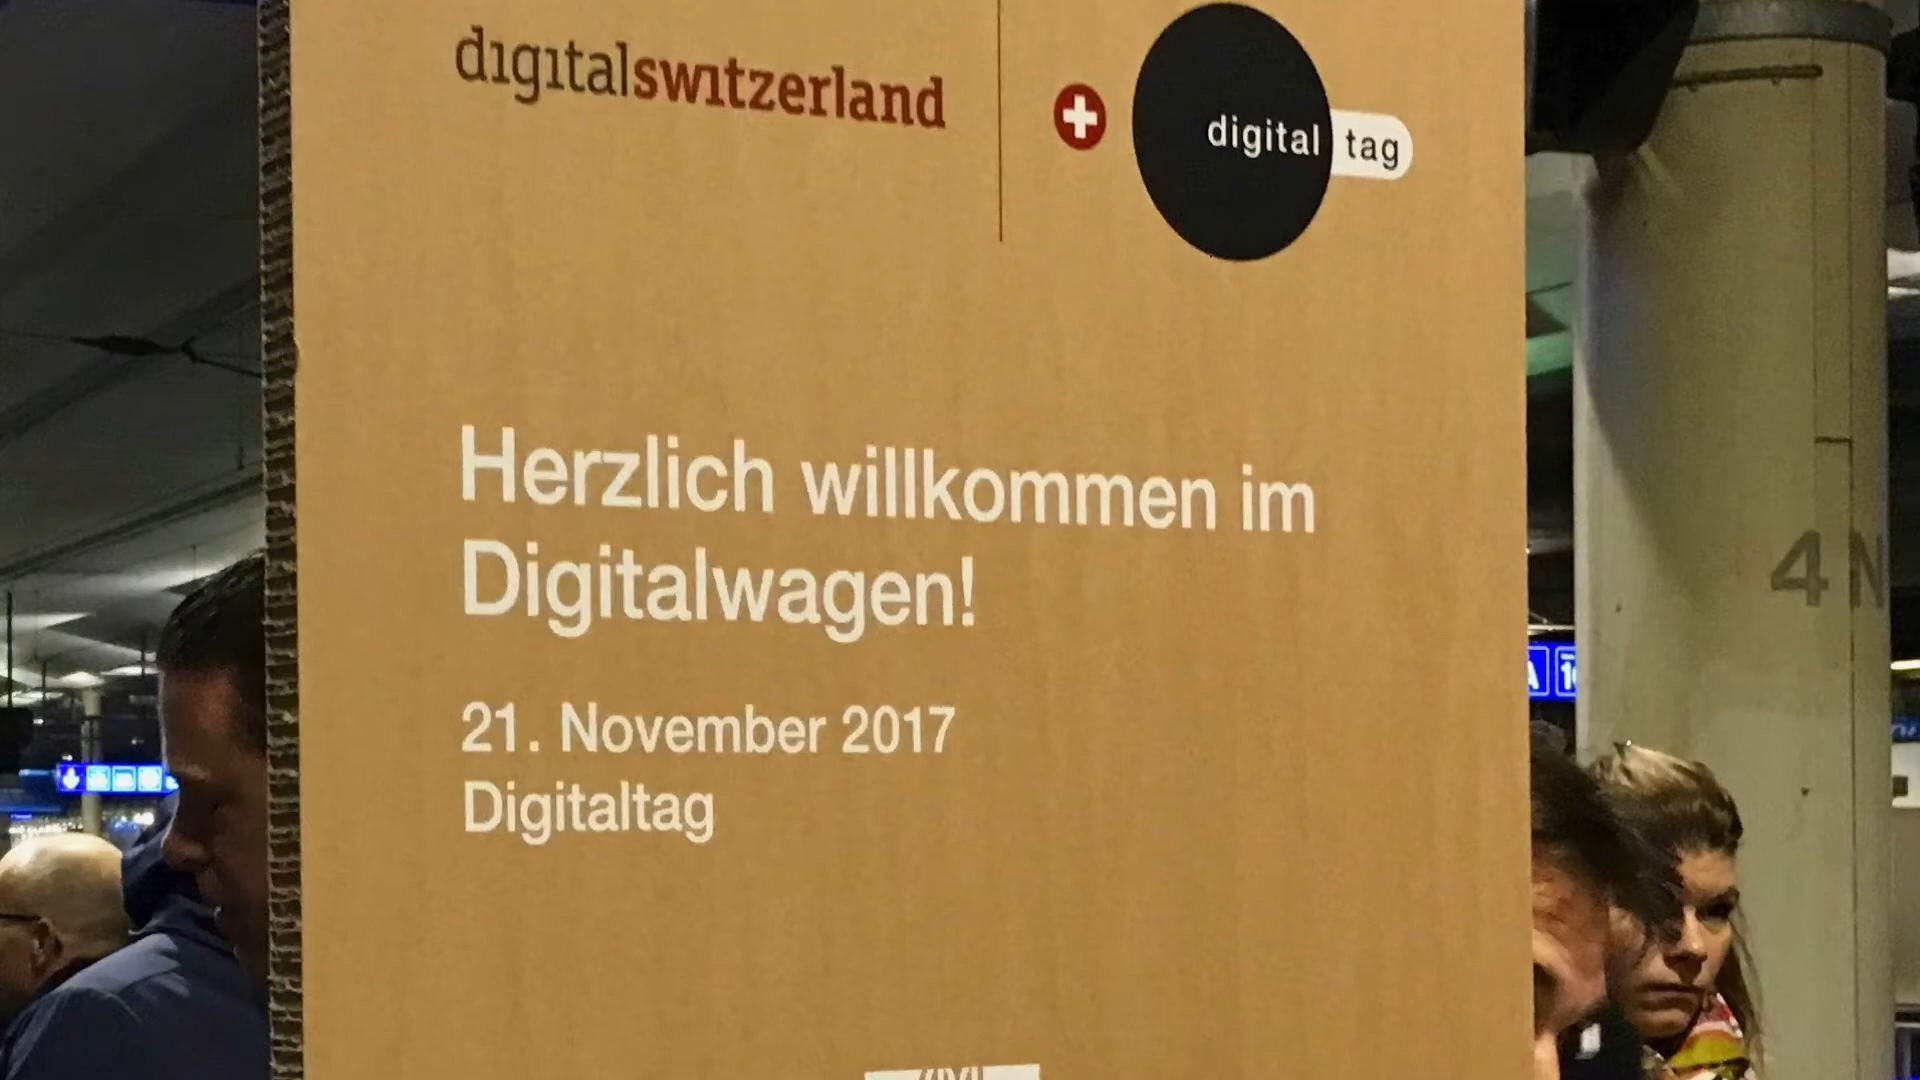 digitalswitzerland
digital tag
Herzlich willkommen im
Digitalwagen!
21. November 2017
Digitaltag
4 N